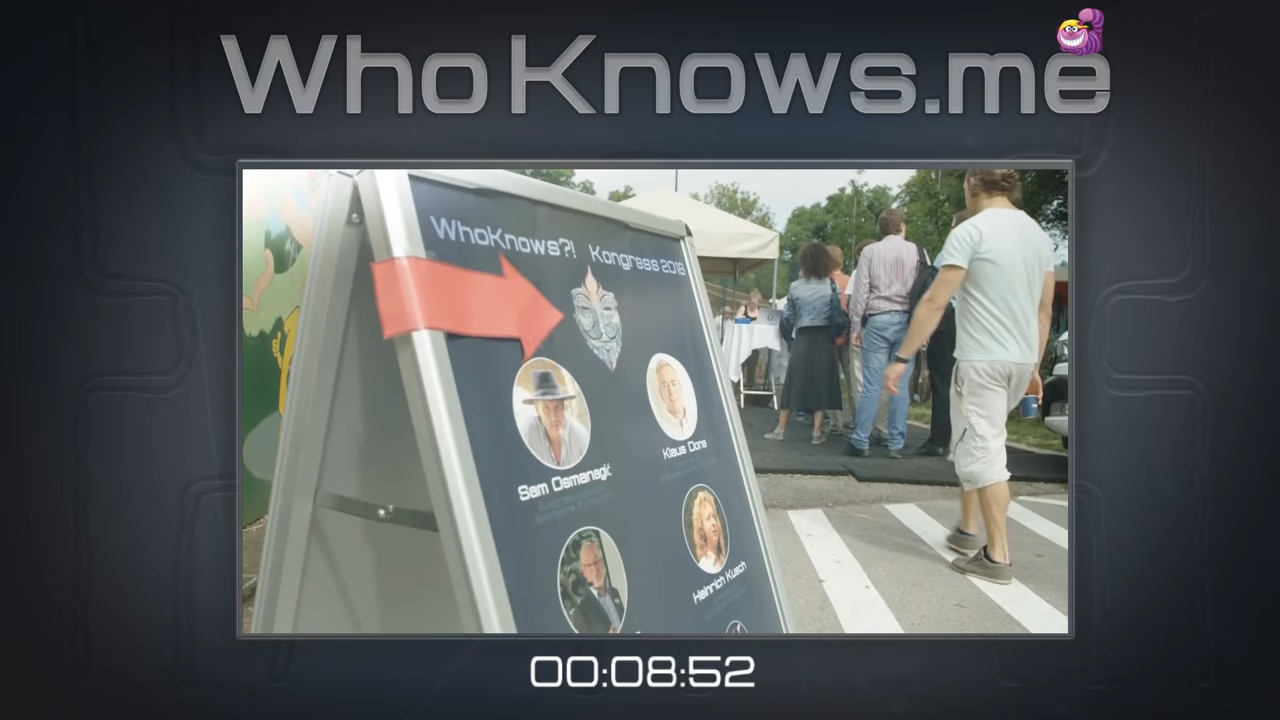 WhoKnows.me
WhoKnows?! Kongress 2018
Sam Osmanagić
Klaus Dona
Heinrich Kusch
00:08:52